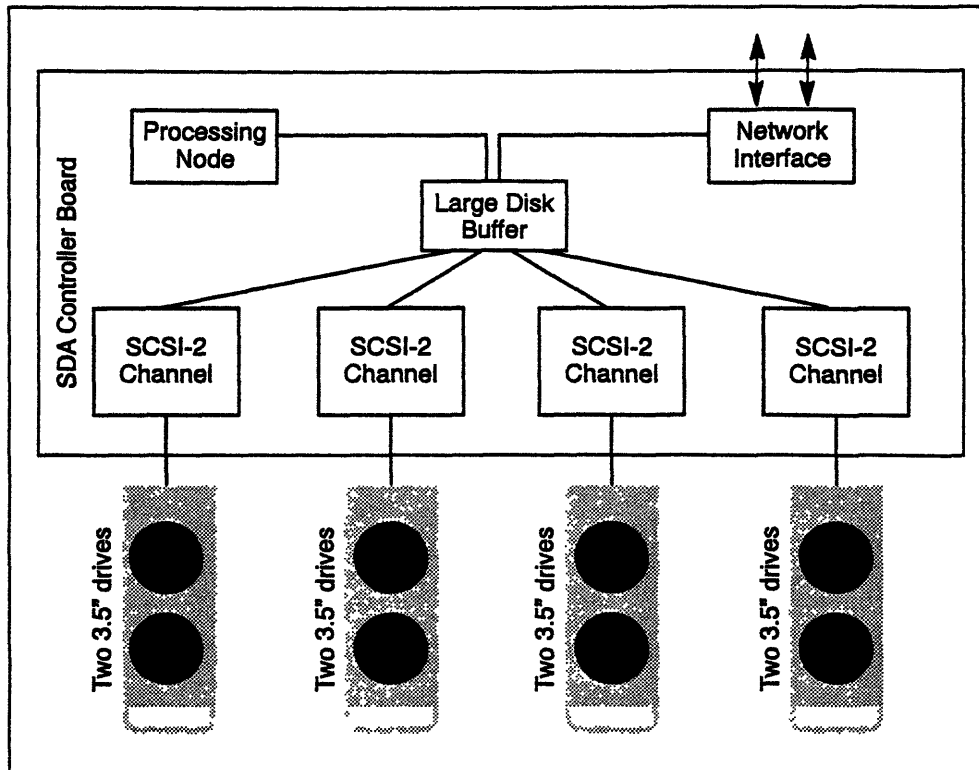 Processing
Node
Network
Interface
Large Disk
Buffer
SDA Controller Board
SCSI-2
Channel
SCSI-2
Channel
SCSI-2
Channel
SCSI-2
Channel
Two 3.5" drives
Two 3.5" drives
Two 3.5" drives
Two 3.5" drives